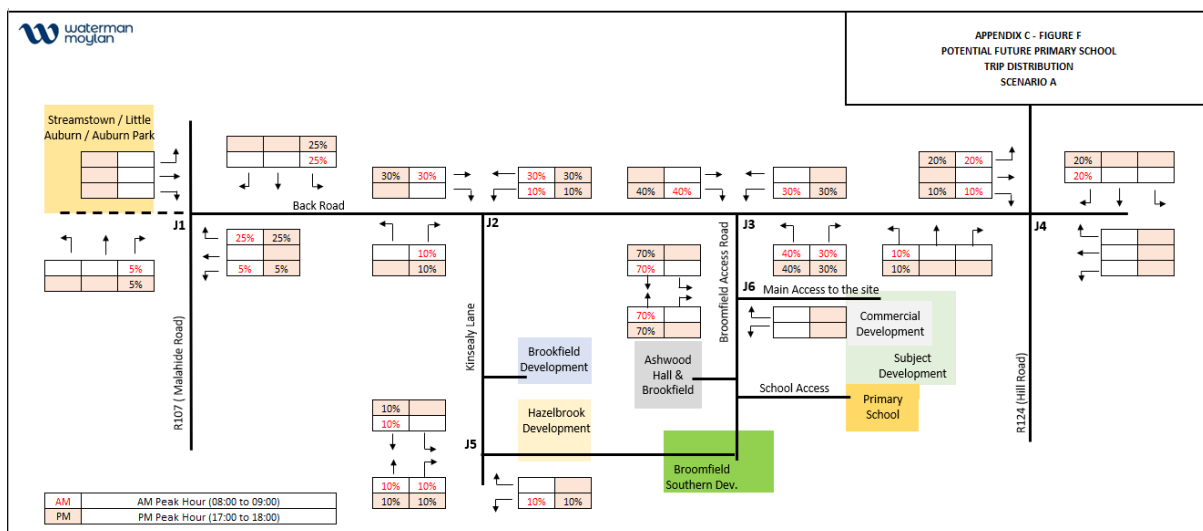 waterman
moylan
APPENDIX C - FIGURE F
POTENTIAL FUTURE PRIMARY SCHOOL
TRIP DISTRIBUTION
SCENARIO A
Streamstown / Little
Auburn / Auburn Park
25%
25%
30% 30%
30% 30%
10% 10%
40% 40%
30% 30%
20% 20%
10% 10%
20%
20%
Back Road
J1
J2
J3
J4
25% 25%
5% 5%
5%
5%
10%
10%
70%
70%
40% 30%
40% 30%
10%
10%
J6
Main Access to the site
70%
70%
Commercial
Development
Subject
Development
Brookfield
Development
Ashwood
Hall &
Brookfield
School Access
Primary
School
R107 ( Malahide Road)
Kinsealy Lane
Broomfield Access Road
R124 (Hill Road)
10%
10%
Hazelbrook
Development
J5
Broomfield
Southern Dev.
10% 10%
10% 10%
10% 10%
AM AM Peak Hour (08:00 to 09:00)
PM PM Peak Hour (17:00 to 18:00)